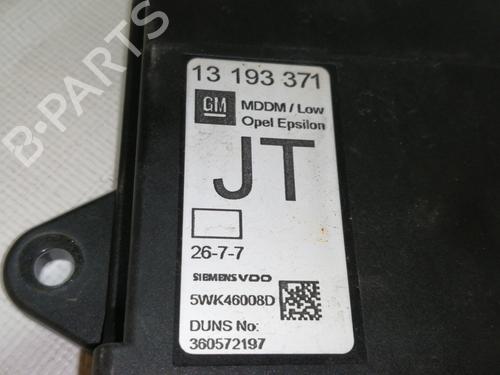 13 193 371
GM
MDDM / Low
Opel Epsilon
JT
26-7-7
SIEMENS VDO
5WK46008D
DUNS No:
360572197
B-PARTS